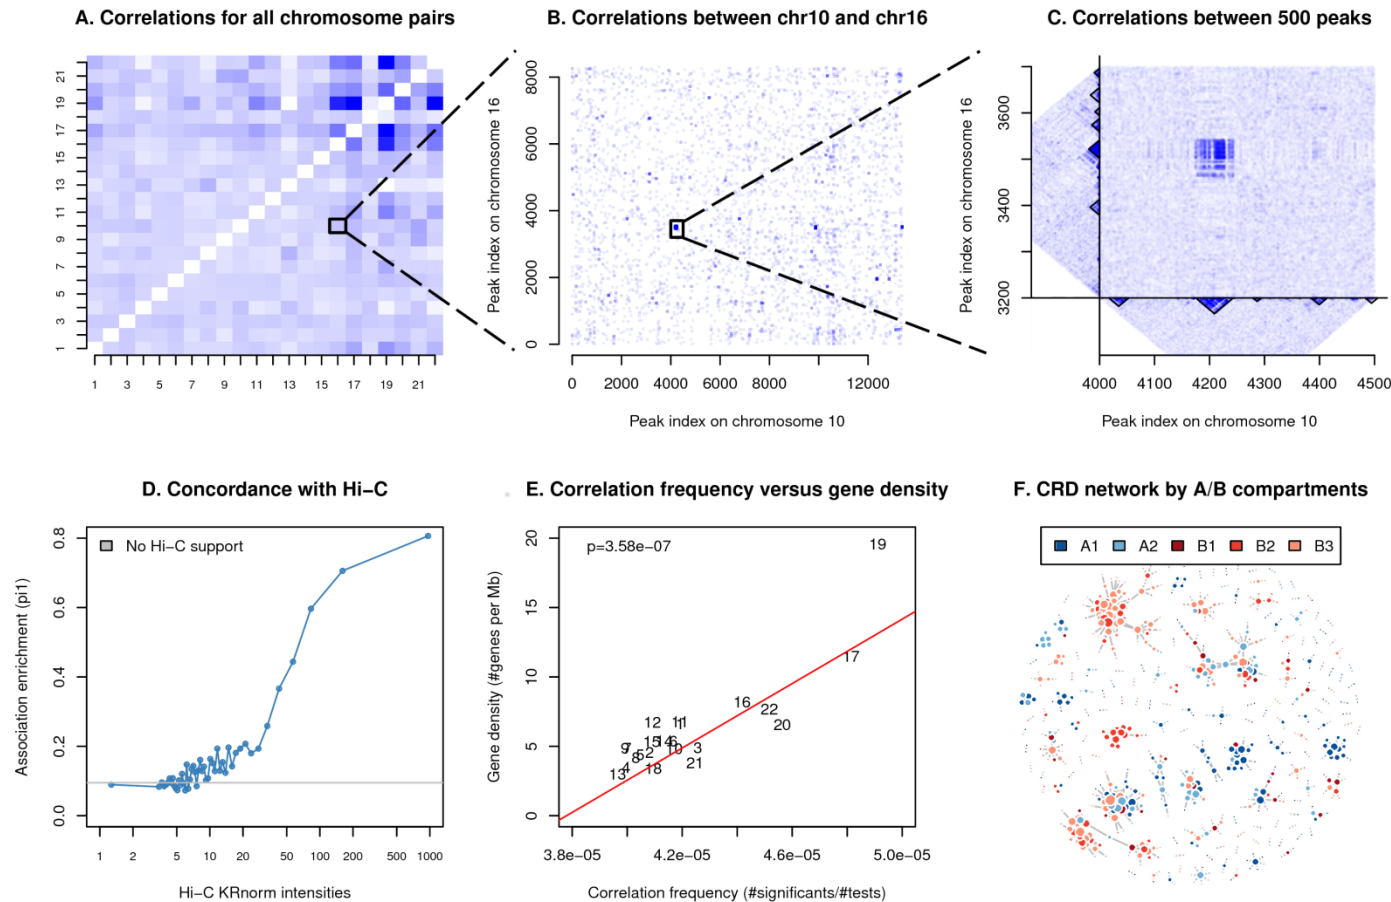 A. Correlations for all chromosome pairs
21
19
17
15
13
11
9
7
5
3
1
1 3 5 7 9 11 13 15 17 19 21
B. Correlations between chr10 and chr16
Peak index on chromosome 16
8000
6000
4000
2000
0
0 2000 4000 6000 8000 12000
Peak index on chromosome 10
C. Correlations between 500 peaks
Peak index on chromosome 16
3600
3400
3200
4000 4100 4200 4300 4400 4500
Peak index on chromosome 10
D. Concordance with Hi−C
No Hi−C support
Association enrichment (pi1)
0.8
0.6
0.4
0.2
0.0
1 2 5 10 20 50 100 200 500 1000
Hi−C KRnorm intensities
E. Correlation frequency versus gene density
p=3.58e−07
Gene density (#genes per Mb)
20
15
10
5
0
19
17
16
22
20
12
11
1
9
7
15
14
6
10
3
8
5
2
21
4
18
13
3.8e−05 4.2e−05 4.6e−05 5.0e−05
Correlation frequency (#significants/#tests)
F. CRD network by A/B compartments
A1 A2 B1 B2 B3